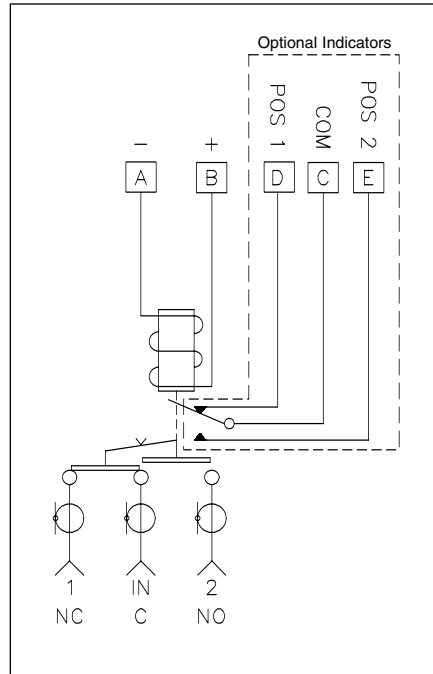 Optional Indicators
POS 1
COM
POS 2
- +
A B D C E
1 IN 2
NC C NO